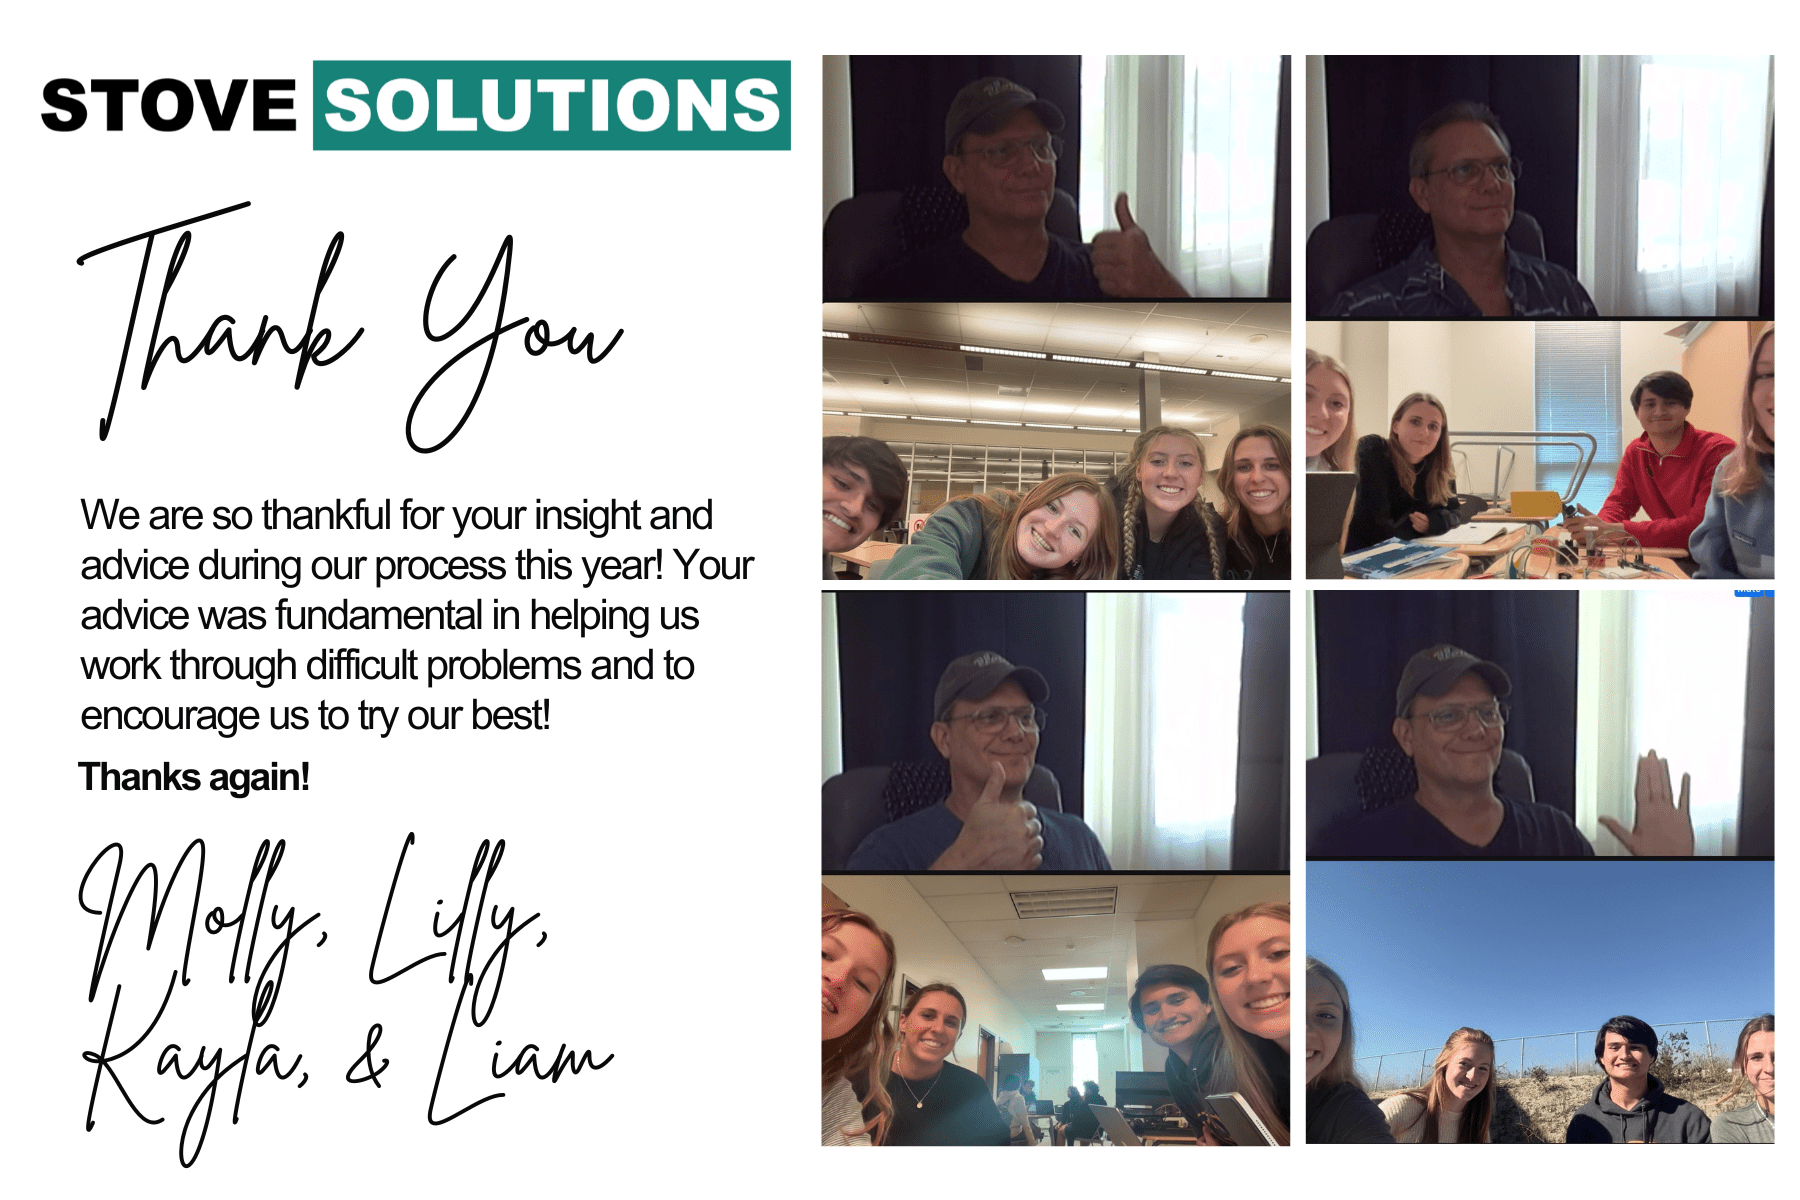 STOVE SOLUTIONS
Thank You
We are so thankful for your insight and
advice during our process this year! Your
advice was fundamental in helping us
work through difficult problems and to
encourage us to try our best!
Thanks again!
Molly, Lilly,
Kayla, & Liam